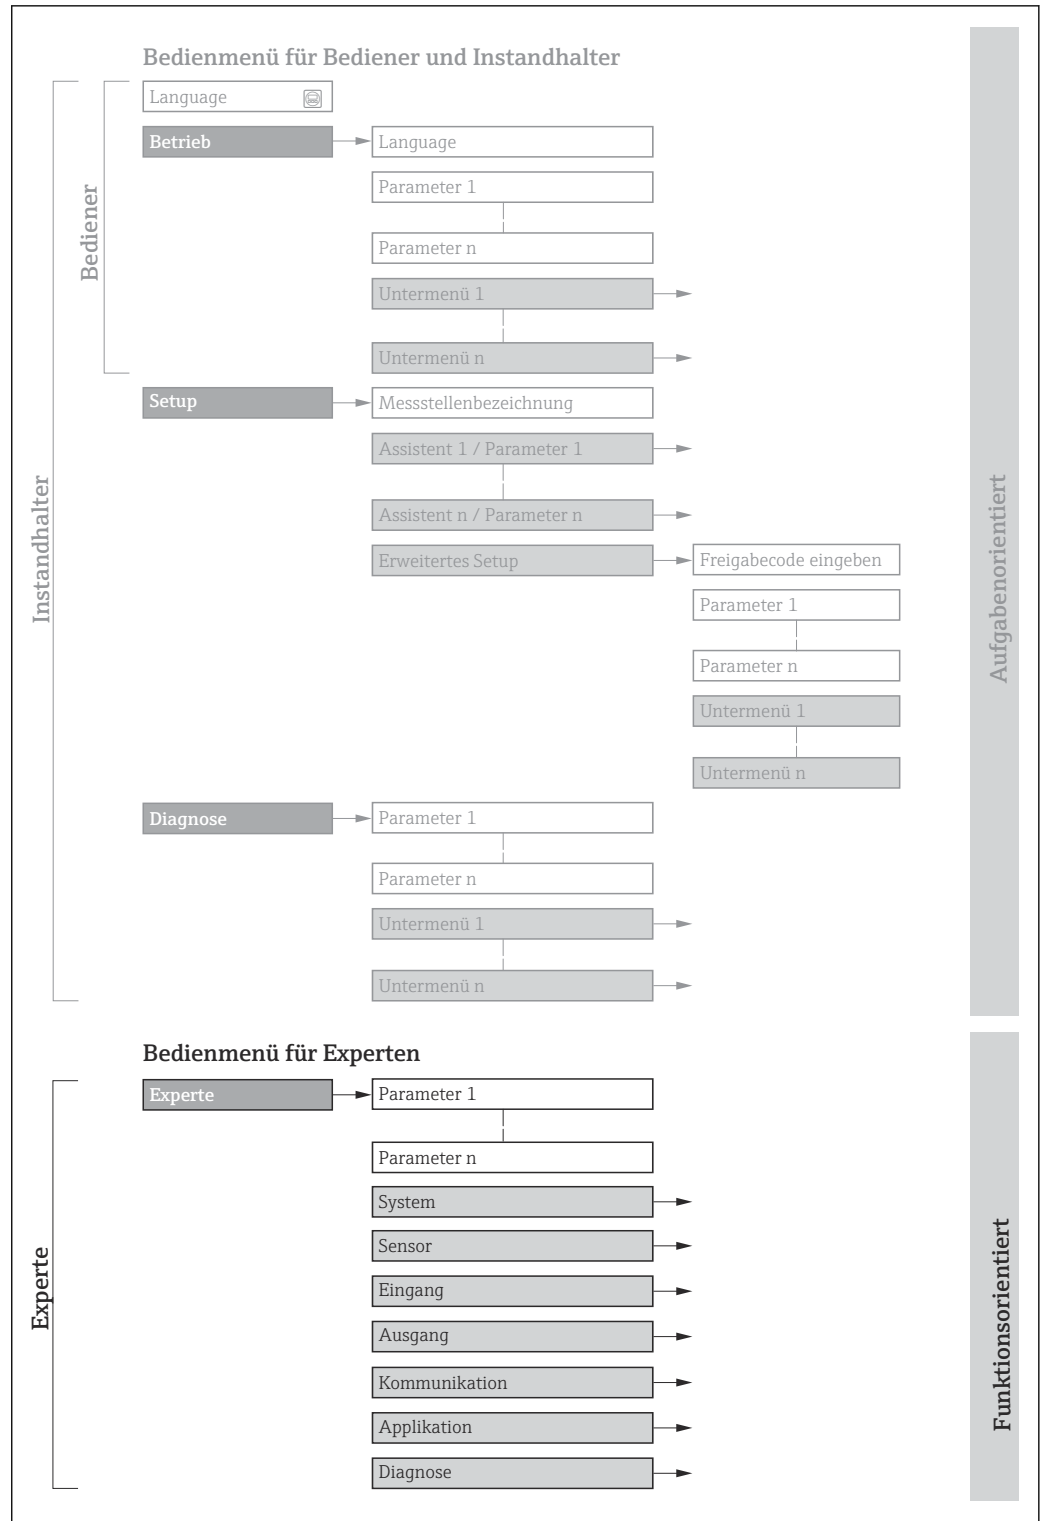 Bedienmenü für Bediener und Instandhalter
Language
Betrieb
Language
Parameter 1
Parameter n
Untermenü 1
Untermenü n
Bediener
Setup
Messstellenbezeichnung
Assistent 1 / Parameter 1
Assistent n / Parameter n
Erweitertes Setup
Freigabecode eingeben
Parameter 1
Parameter n
Untermenü 1
Untermenü n
Instandhalter
Aufgabenorientiert
Diagnose
Parameter 1
Parameter n
Untermenü 1
Untermenü n
Bedienmenü für Experten
Experte
Parameter 1
Parameter n
System
Sensor
Eingang
Ausgang
Kommunikation
Applikation
Diagnose
Experte
Funktionsorientiert